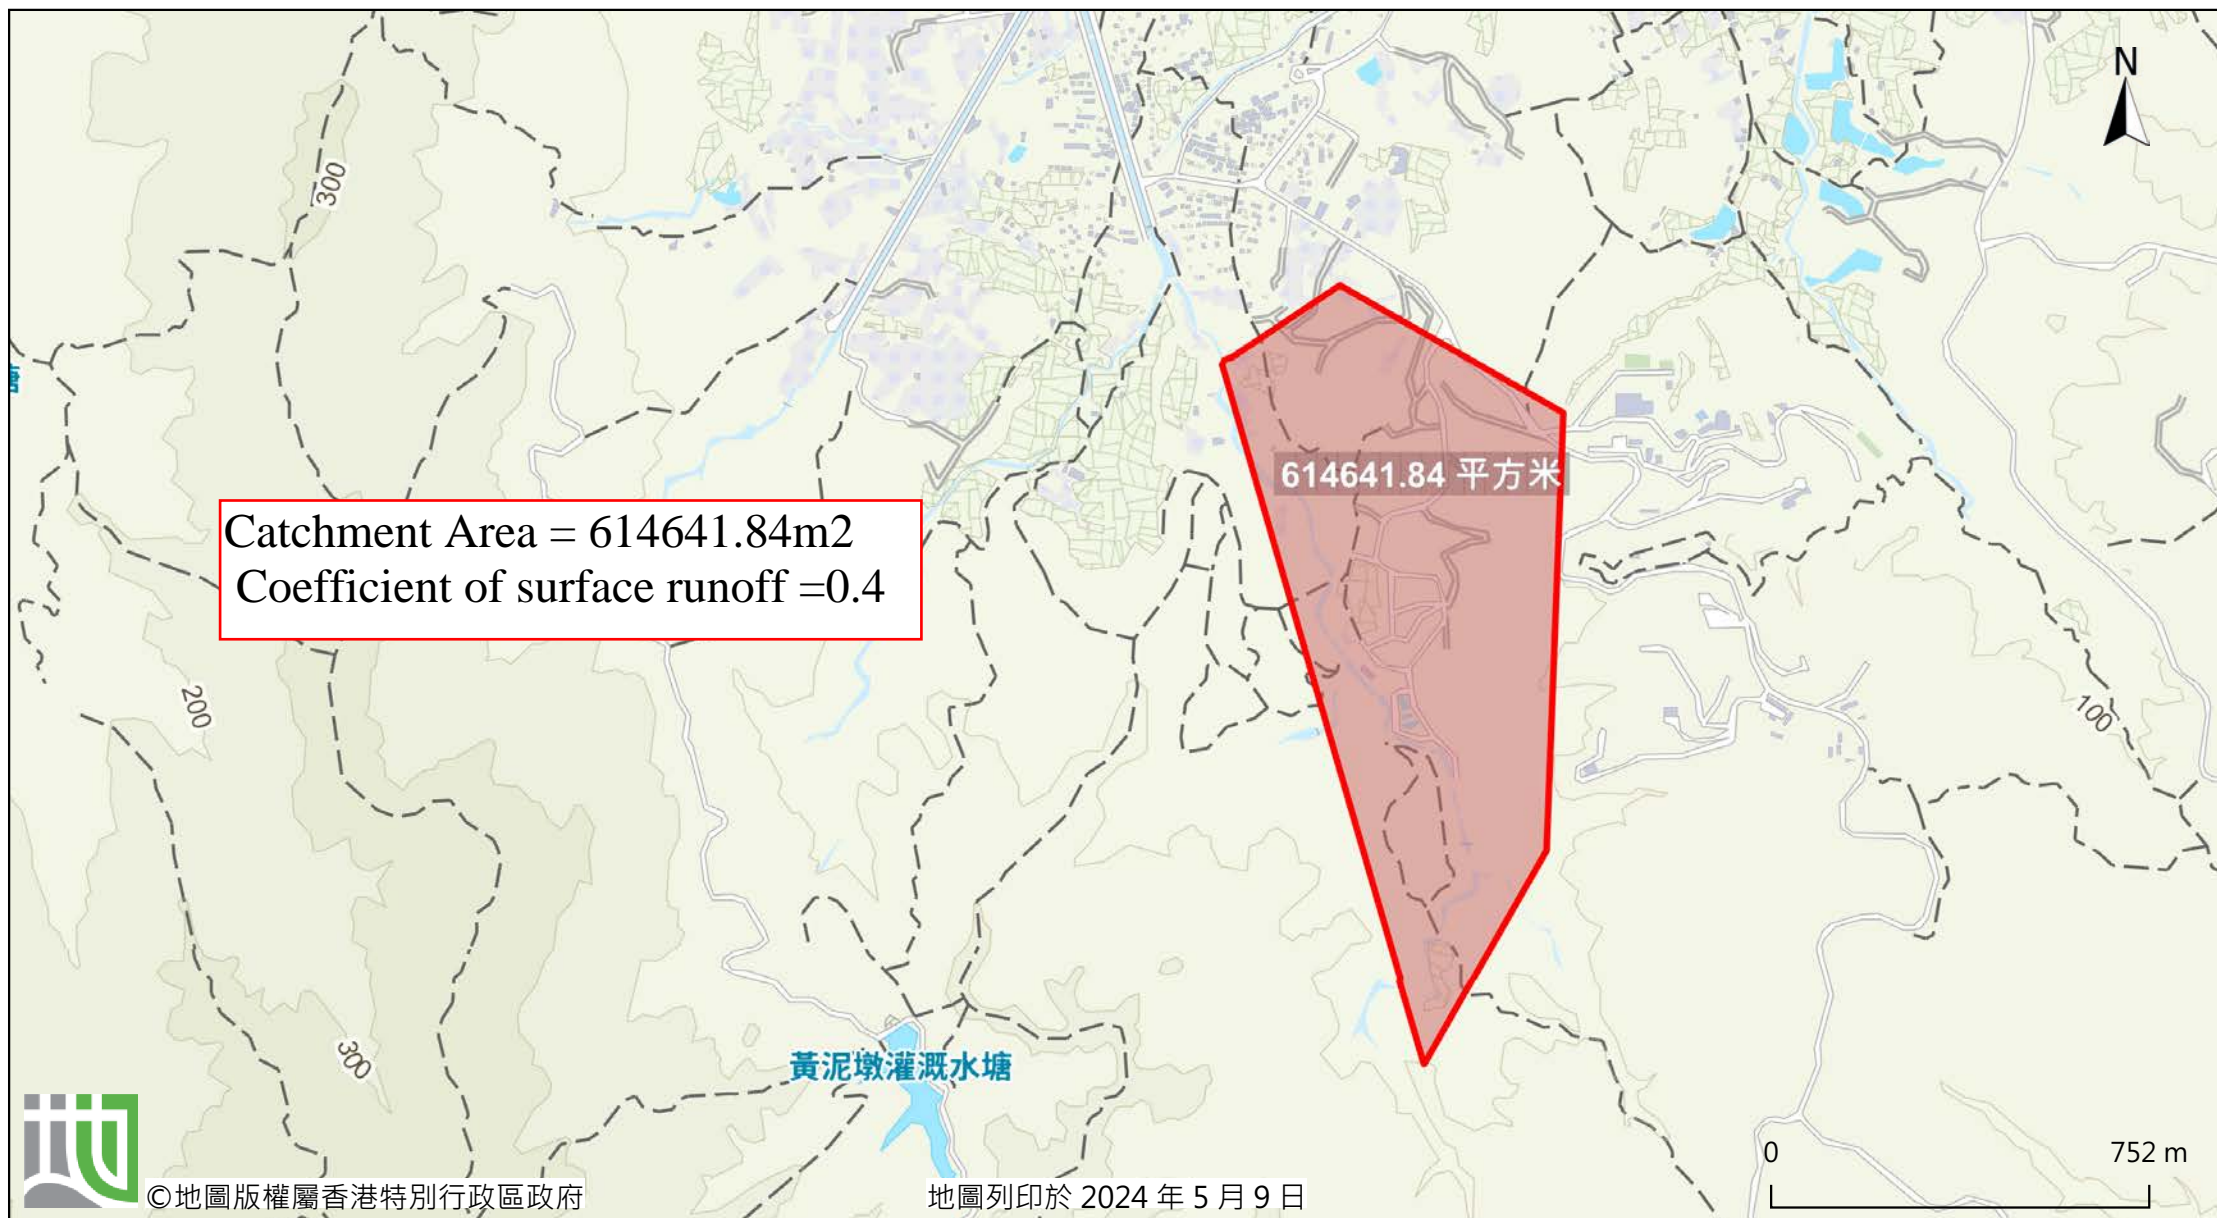 N
300
塘
614641.84 平方米
Catchment Area = 614641.84m2
Coefficient of surface runoff =0.4
200
100
300
黃泥墩灌溉水塘
0
752 m
©地圖版權屬香港特別行政區政府
地圖列印於 2024 年 5 月 9 日